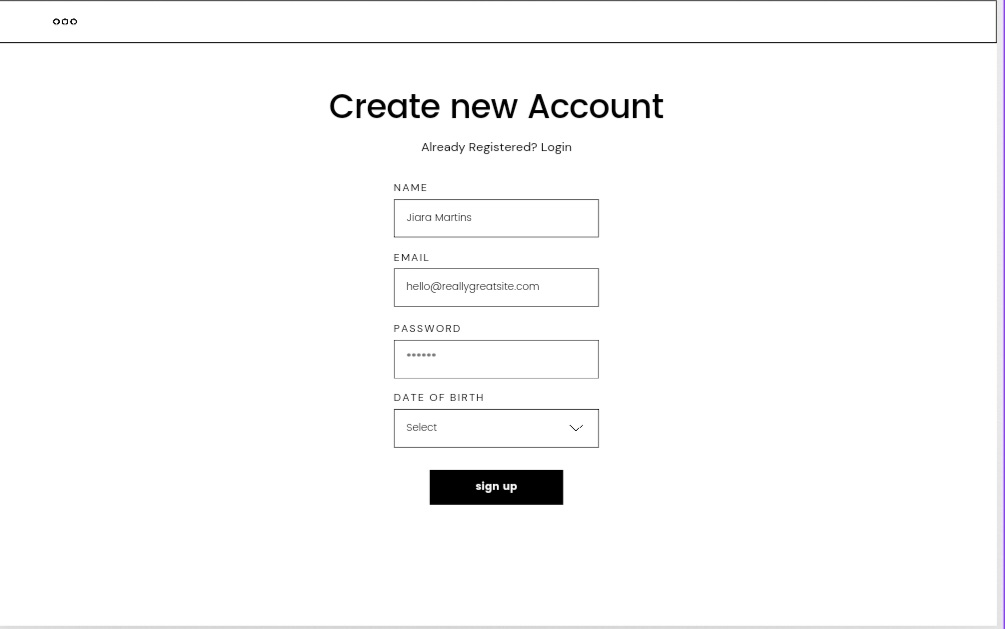 Create new Account
Already Registered? Login
NAME
Jiara Martins
EMAIL
hello@reallygreatsite.com
PASSWORD
******
DATE OF BIRTH
Select
sign up